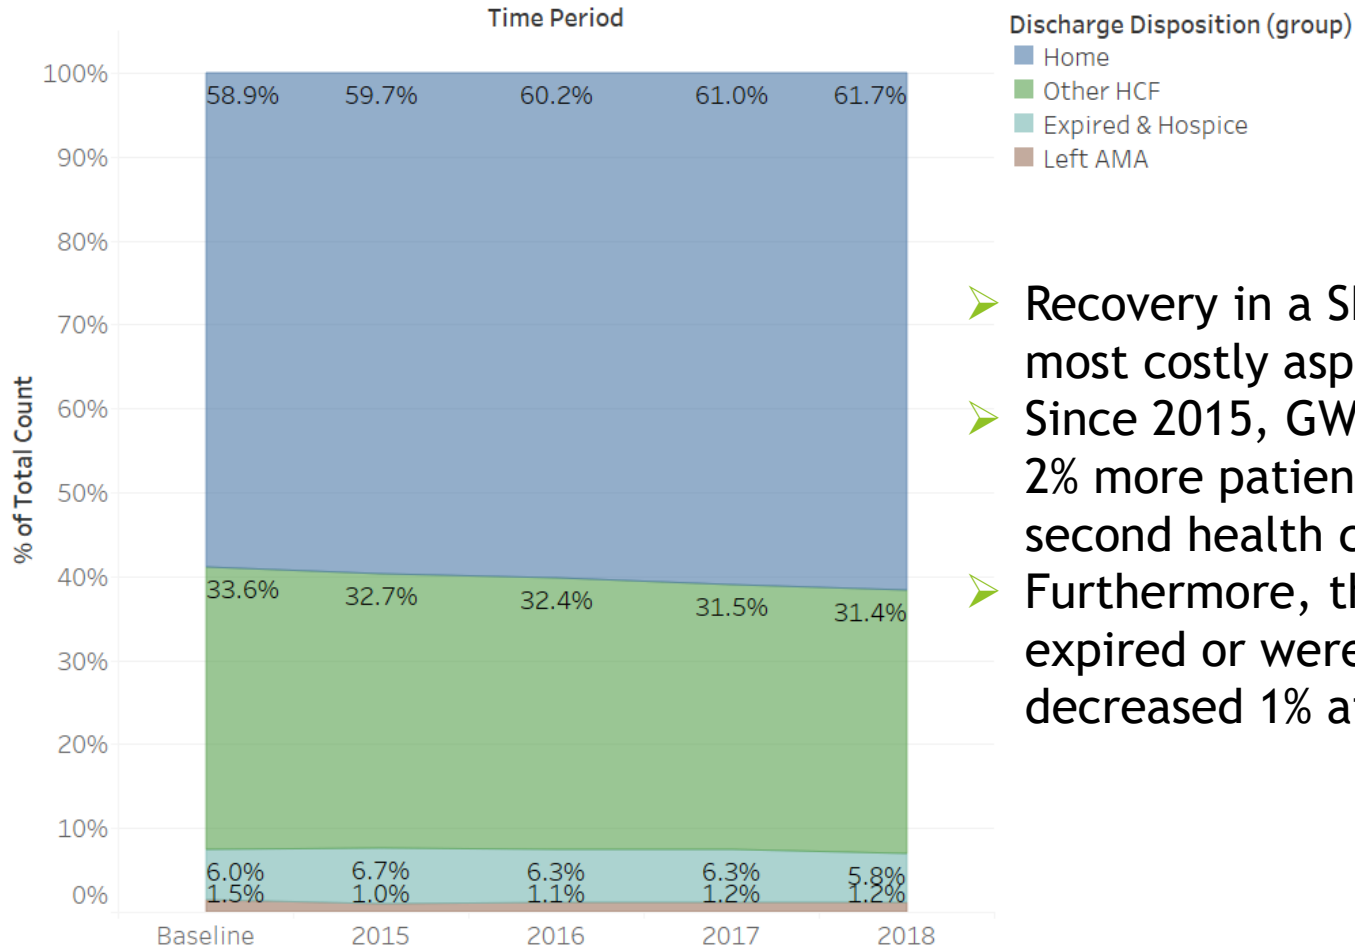 Time Period
Discharge Disposition (group)
Home
Other HCF
Expired & Hospice
Left AMA
% of Total Count
100%
90%
80%
70%
60%
50%
40%
30%
20%
10%
0%
58.9% 59.7% 60.2% 61.0% 61.7%
33.6% 32.7% 32.4% 31.5% 31.4%
6.0% 6.7% 6.3% 6.3% 5.8%
1.5% 1.0% 1.1% 1.2% 1.2%
Baseline 2015 2016 2017 2018
Recovery in a
most costly
Since 2015,
2% more
second health
Furthermore,
expired or were
decreased 1%